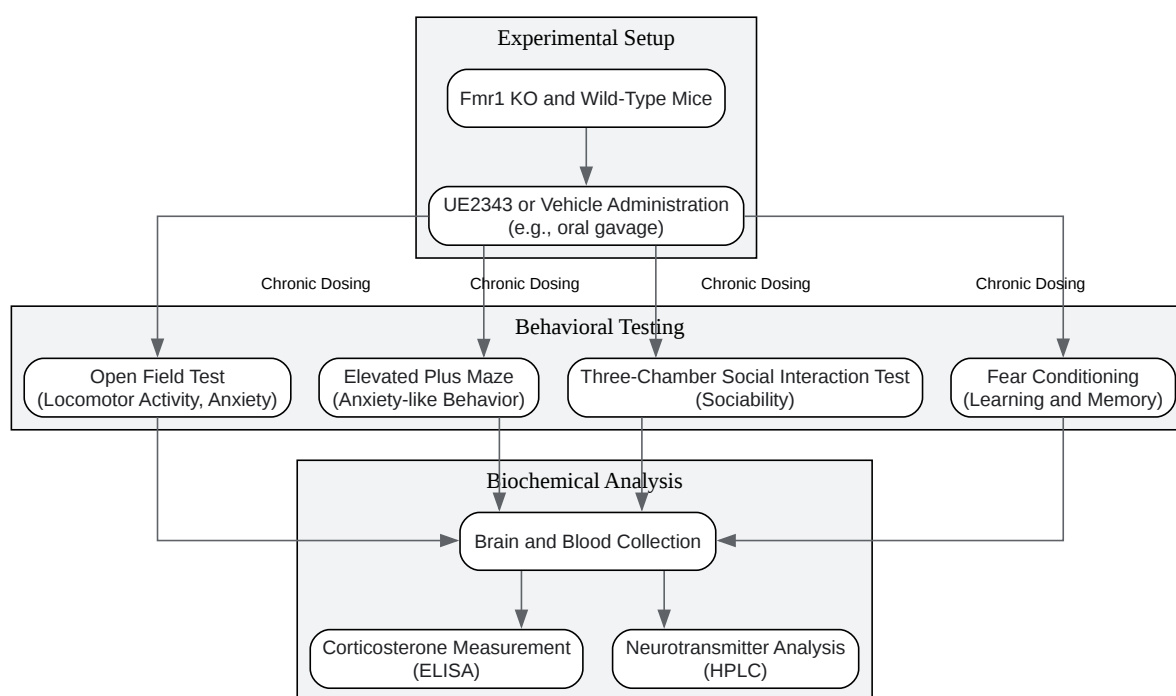 Experimental Setup
Fmr1 KO and Wild-Type Mice
UE2343 or Vehicle Administration
(e.g., oral gavage)
Chronic Dosing
Chronic Dosing
Chronic Dosing
Chronic Dosing
Behavioral Testing
Open Field Test
(Locomotor Activity, Anxiety)
Elevated Plus Maze
(Anxiety-like Behavior)
Three-Chamber Social Interaction Test
(Sociability)
Fear Conditioning
(Learning and Memory)
Biochemical Analysis
Brain and Blood Collection
Corticosterone Measurement
(ELISA)
Neurotransmitter Analysis
(HPLC)